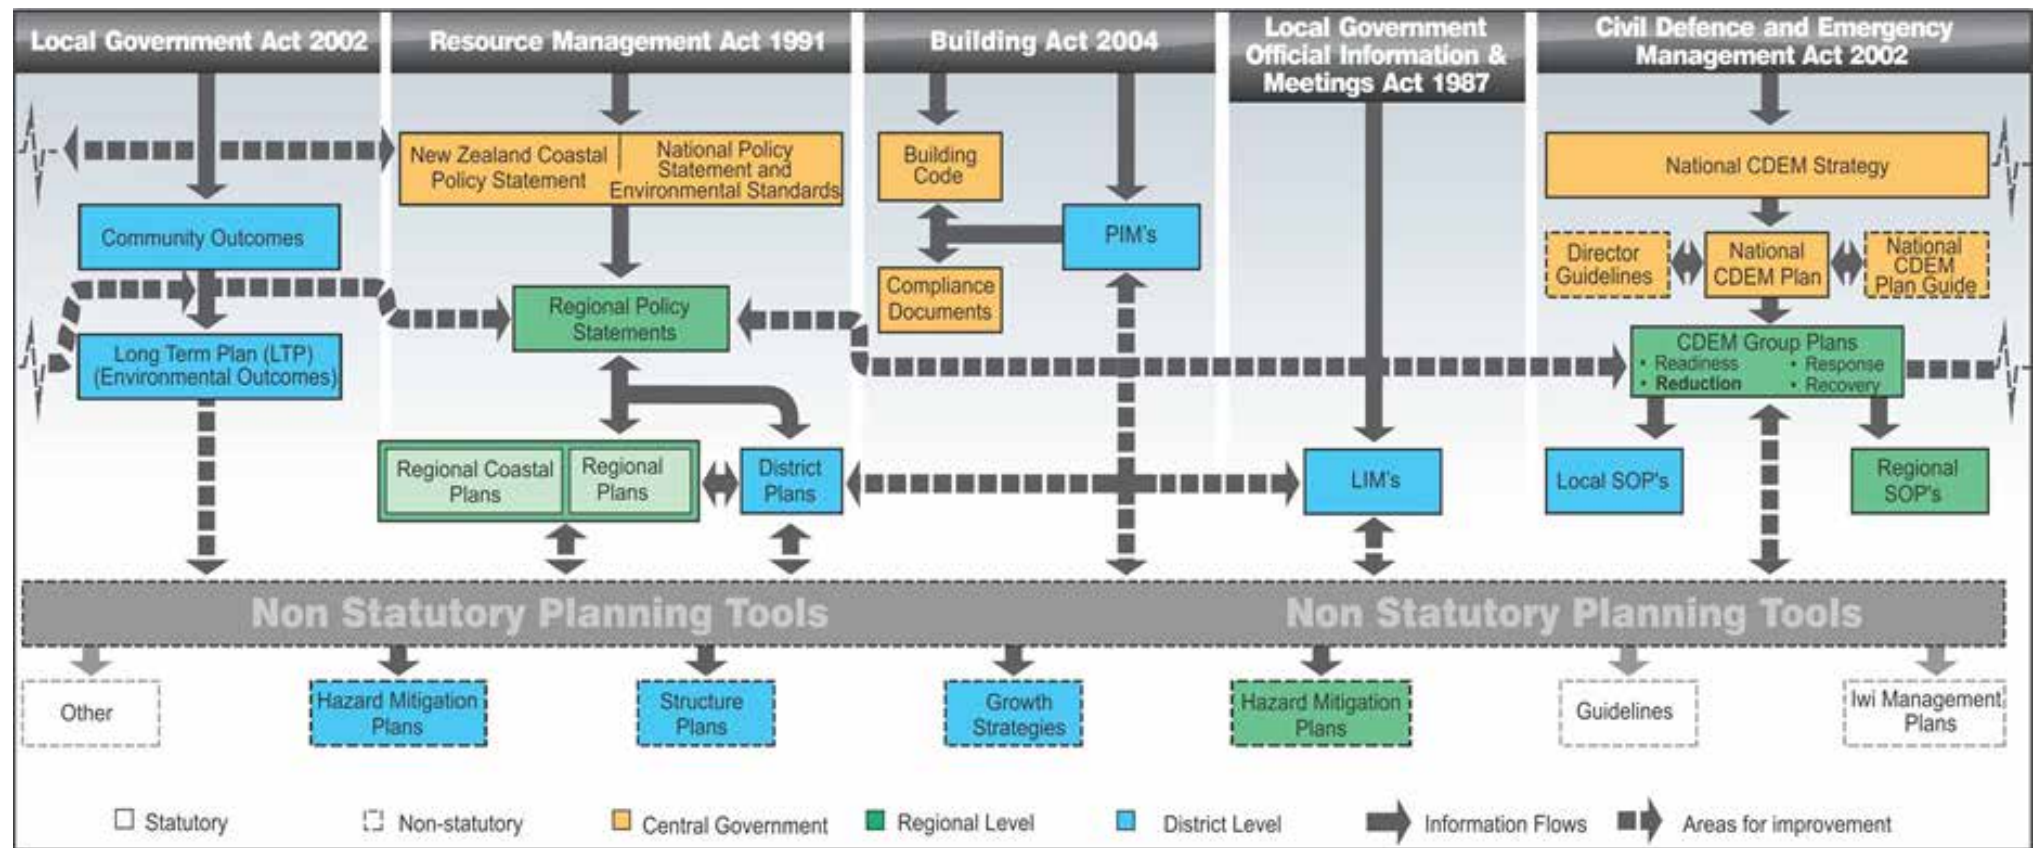 Local Government Act 2002
Resource Management Act 1991
Building Act 2004
Local Government
Official Information &
Meetings Act 1987
Civil Defence and Emergency
Management Act 2002
New Zealand Coastal
Policy Statement
National Policy
Statement and
Environmental Standards
Building
Code
National CDEM Strategy
Community Outcomes
PIM's
Director
Guidelines
National
CDEM Plan
National
CDEM
Plan Guide
Compliance
Documents
Regional Policy
Statements
Long Term Plan (LTP)
(Environmental Outcomes)
CDEM Group Plans
• Readiness
• Response
• Reduction
• Recovery
Regional Coastal
Plans
Regional
Plans
District
Plans
LIM's
Local SOP's
Regional
SOP's
Non Statutory Planning Tools
Non Statutory Planning Tools
Other
Hazard Mitigation
Plans
Structure
Plans
Growth
Strategies
Hazard Mitigation
Plans
Guidelines
Iwi Management
Plans
Statutory
Non-statutory
Central Government
Regional Level
District Level
Information Flows
Areas for improvement